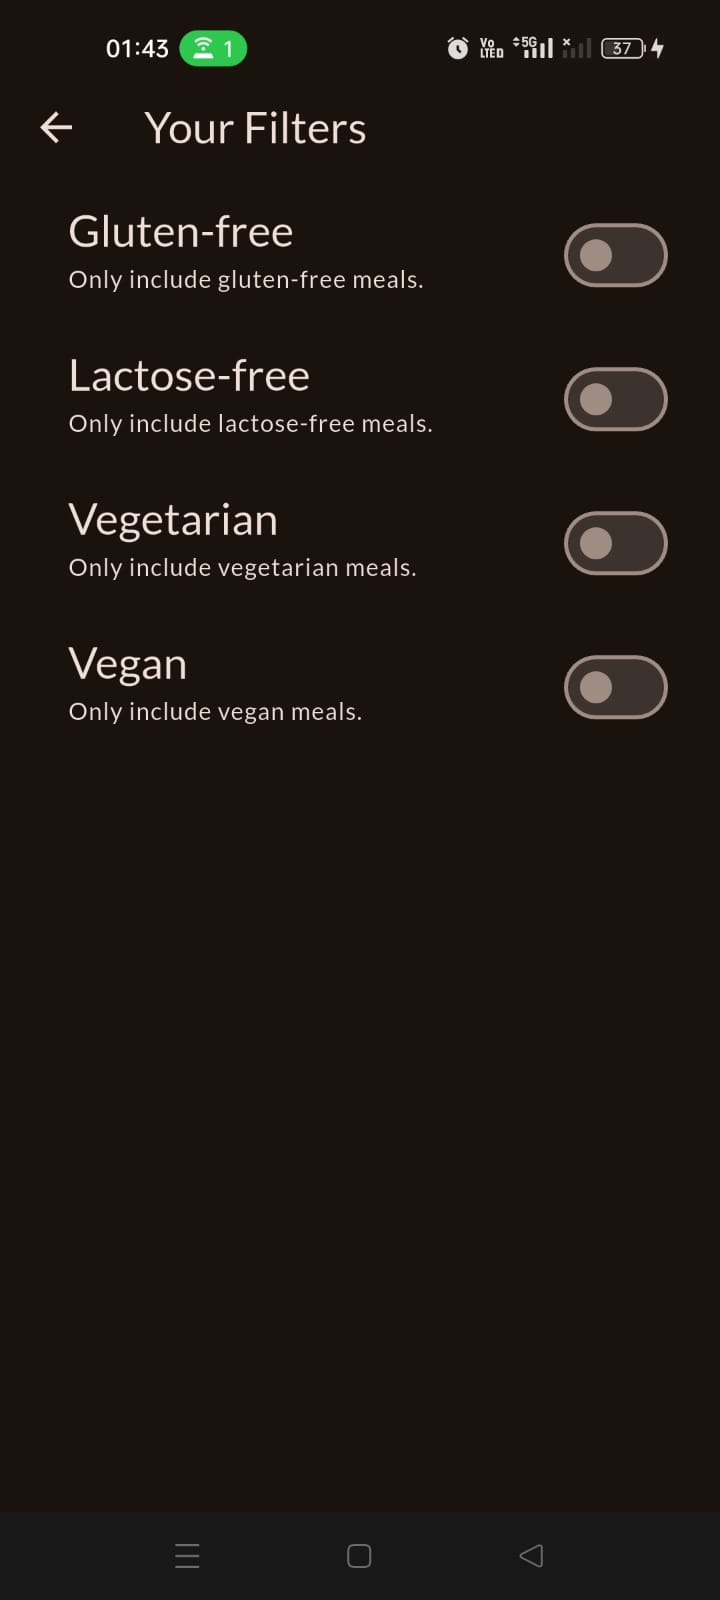 01:43 1 Vo LTE D 5G 37
Your Filters
Gluten-free
Only include gluten-free meals.
Lactose-free
Only include lactose-free meals.
Vegetarian
Only include vegetarian meals.
Vegan
Only include vegan meals.